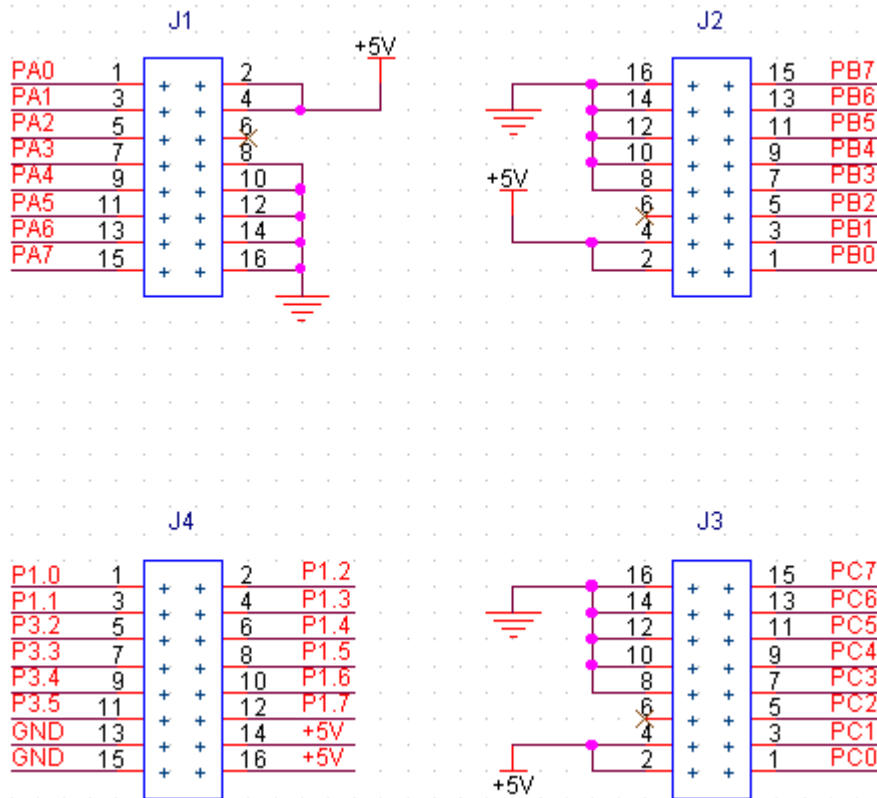 J1 J2
+5V
PA0 1 2 16 15 PB7
PA1 3 4 14 13 PB6
PA2 5 6 12 11 PB5
PA3 7 8 10 9 PB4
PA4 9 10 +5V 8 7 PB3
PA5 11 12 6 5 PB2
PA6 13 14 4 3 PB1
PA7 15 16 2 1 PB0
J4 J3
P1.0 1 2 P1.2 16 15 PC7
P1.1 3 4 P1.3 14 13 PC6
P3.2 5 6 P1.4 12 11 PC5
P3.3 7 8 P1.5 10 9 PC4
P3.4 9 10 P1.6 8 7 PC3
P3.5 11 12 P1.7 6 5 PC2
GND 13 14 +5V 4 3 PC1
GND 15 16 +5V 2 1 PC0
+5V